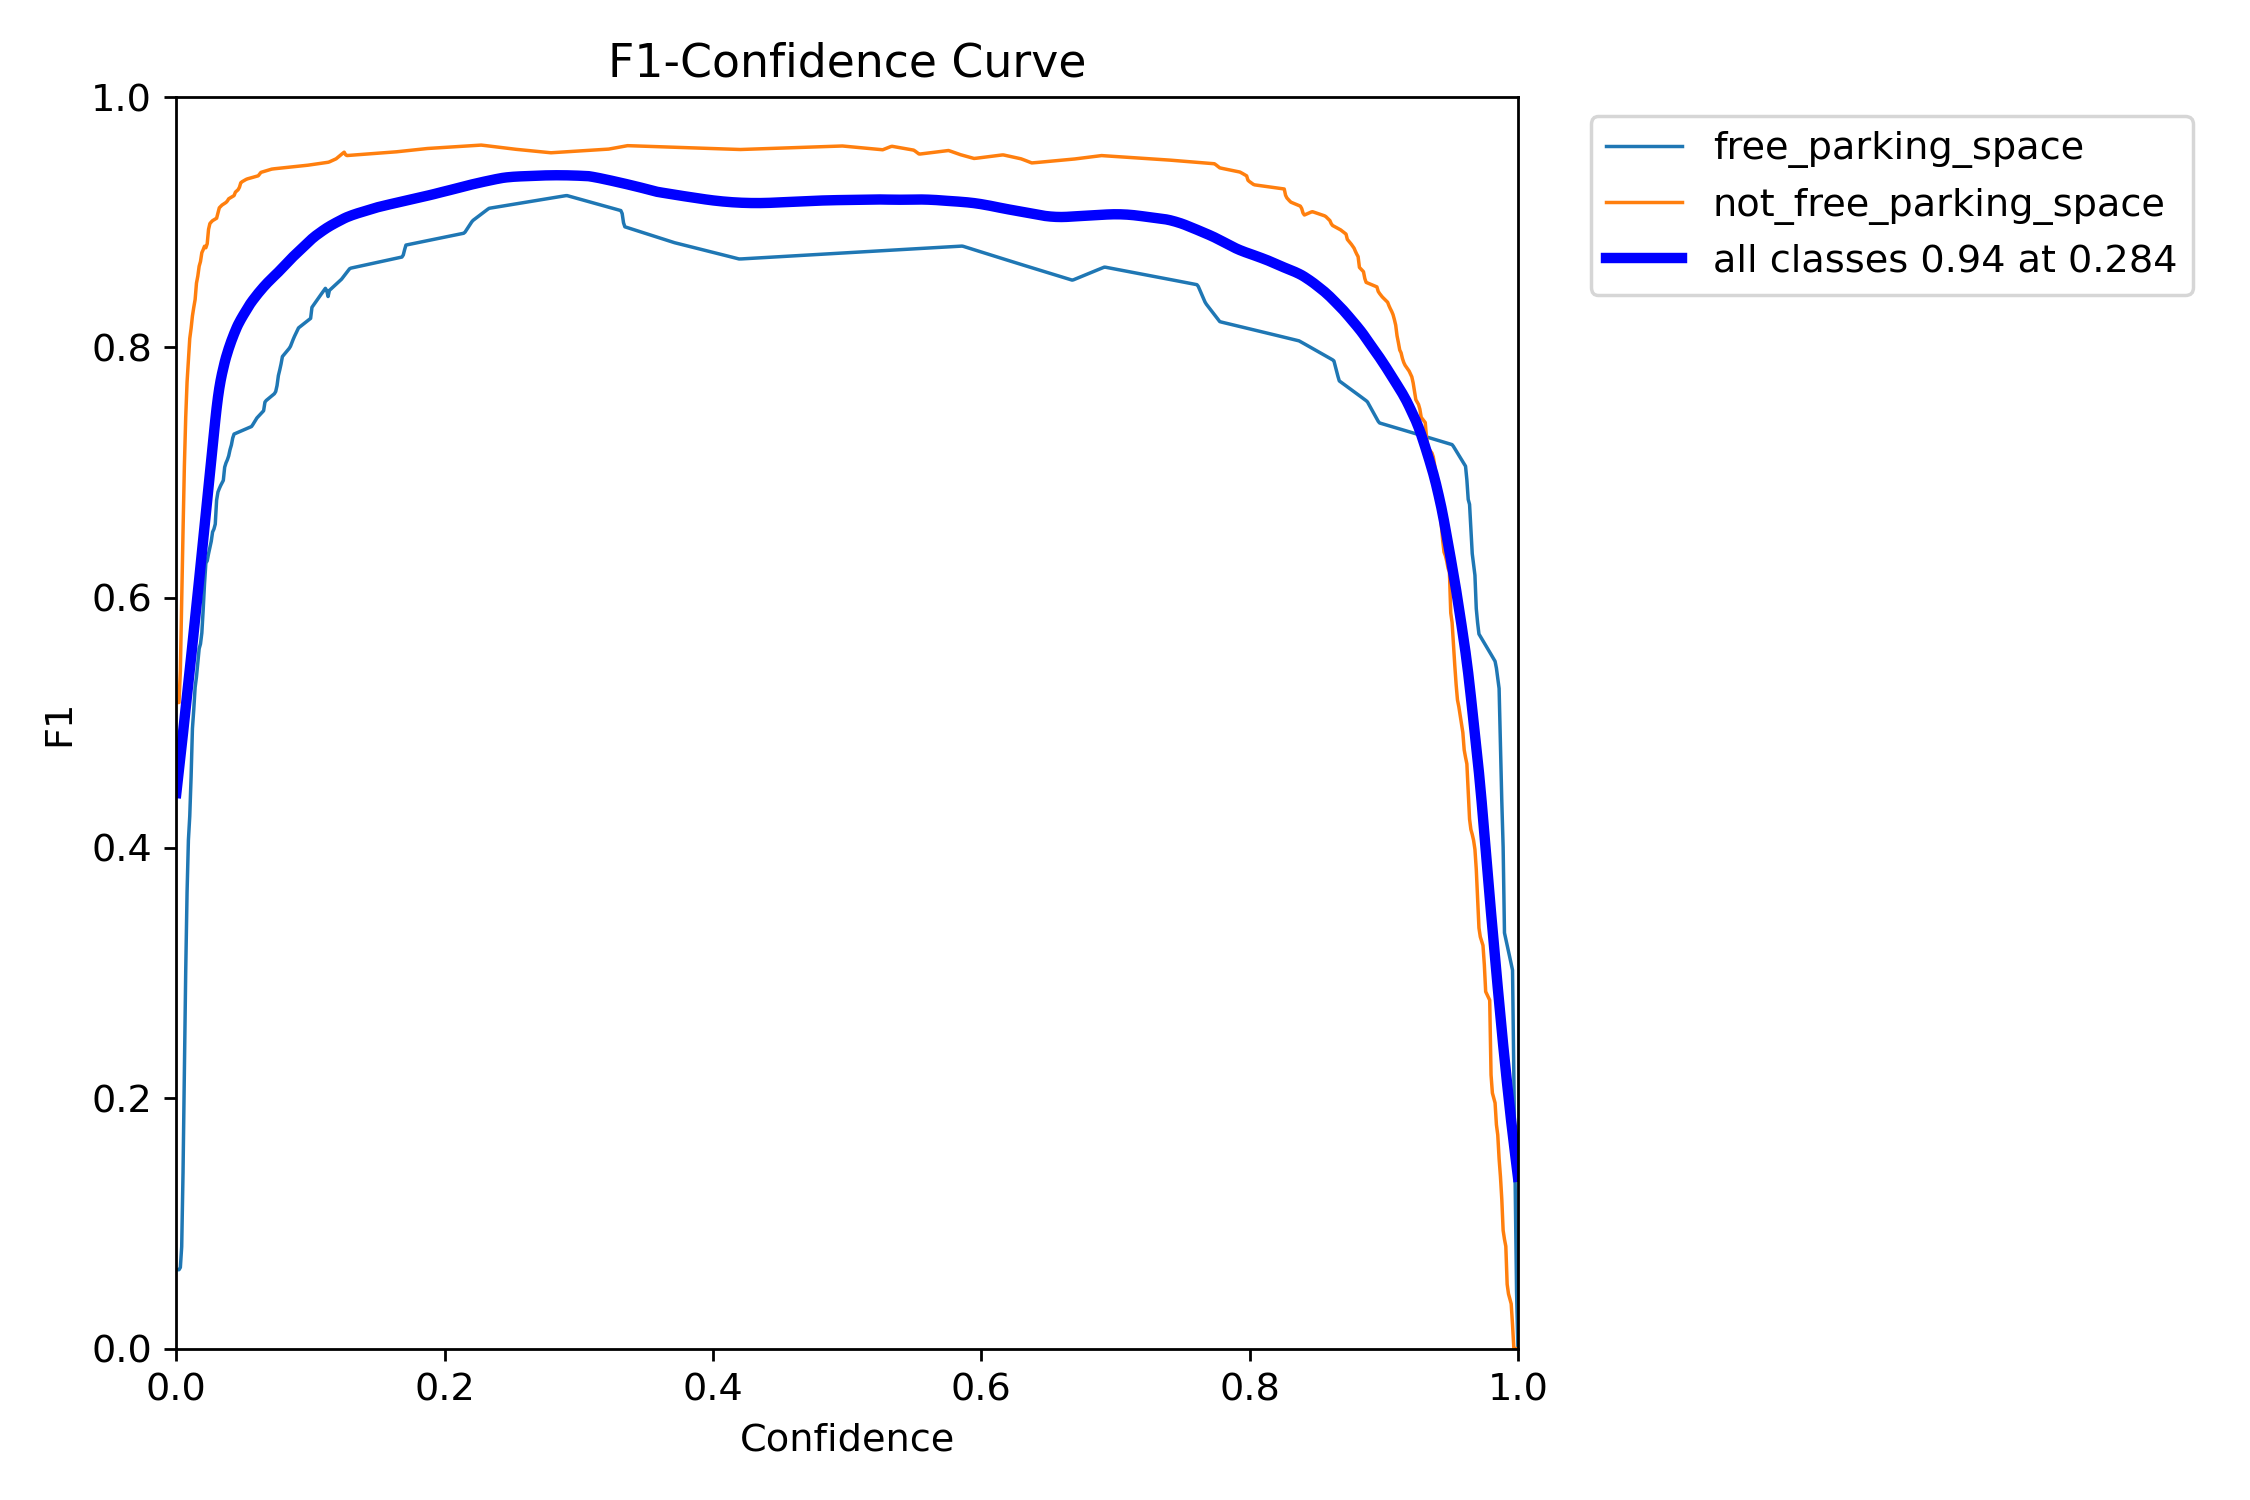 F1-Confidence Curve
1.0
0.8
0.6
0.4
0.2
0.0
F1
0.0 0.2 0.4 0.6 0.8 1.0
Confidence
free_parking_space
not_free_parking_space
all classes 0.94 at 0.284